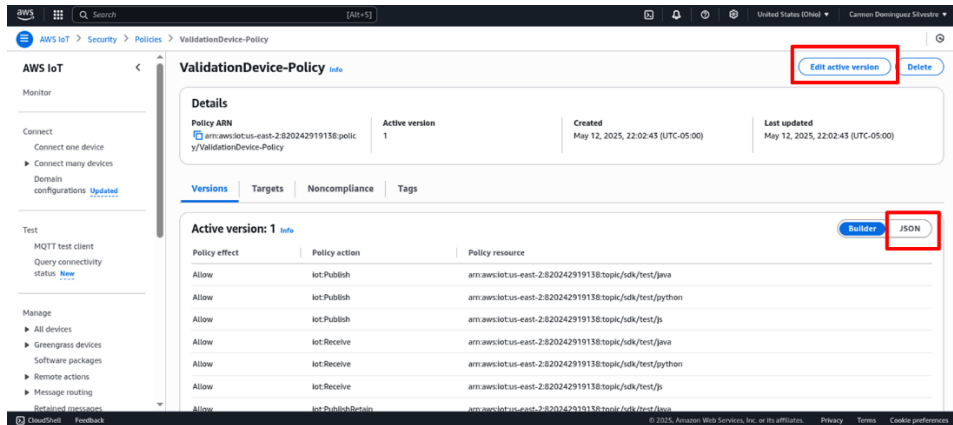 aws
Search [Alt+S] United States (Ohio) Carmen Dominguez Silvestre
AWS IoT > Security > Policies > ValidationDevice-Policy
AWS IoT
Monitor
Connect
Connect one device
Connect many devices
Domain
configurations Updated
Test
MQTT test client
Query connectivity
status New
Manage
All devices
Greengrass devices
Software packages
Remote actions
Message routing
Retained messages
ValidationDevice-Policy Info
Edit active version Delete
Details
Policy ARN
arn:aws:iot:us-east-2:820242919138:polic
y/ValidationDevice-Policy
Active version
1
Created
May 12, 2025, 22:02:43 (UTC-05:00)
Last updated
May 12, 2025, 22:02:43 (UTC-05:00)
Versions Targets Noncompliance Tags
Active version: 1 Info
Builder JSON
Policy effect Policy action Policy resource
Allow iot:Publish arn:aws:iot:us-east-2:820242919138:topic/sdk/test/java
Allow iot:Publish arn:aws:iot:us-east-2:820242919138:topic/sdk/test/python
Allow iot:Publish arn:aws:iot:us-east-2:820242919138:topic/sdk/test/js
Allow iot:Receive arn:aws:iot:us-east-2:820242919138:topic/sdk/test/java
Allow iot:Receive arn:aws:iot:us-east-2:820242919138:topic/sdk/test/python
Allow iot:Receive arn:aws:iot:us-east-2:820242919138:topic/sdk/test/js
Allow iot:PublishRetain arn:aws:iot:us-east-2:820242919138:topic/sdk/test/java
CloudShell Feedback © 2025, Amazon Web Services, Inc. or its affiliates. Privacy Terms Cookie preferences